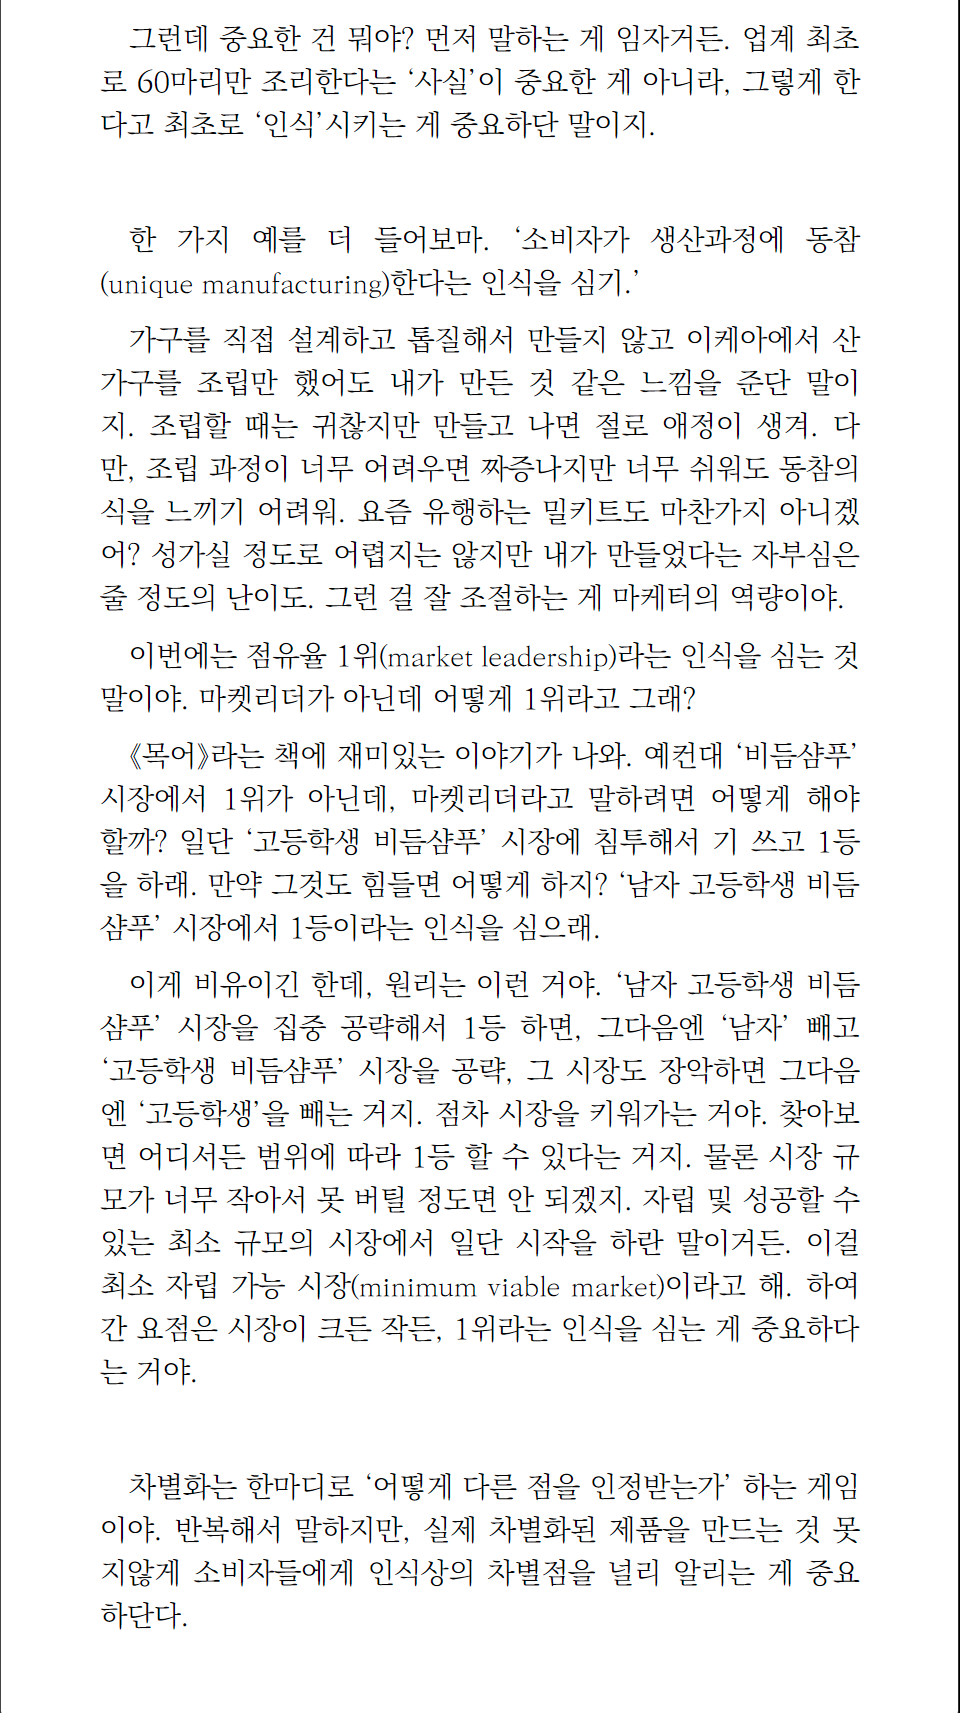 그런데 중요한 건 뭐야? 먼저 말하는 게 임자거든. 업계 최초
로 60마리만 조리한다는 ‘사실’이 중요한 게 아니라, 그렇게 한
다고 최초로 ‘인식’시키는 게 중요하단 말이지.
한 가지 예를 더 들어보마. ‘소비자가 생산과정에 동참
(unique manufacturing)한다는 인식을 심기.’
가구를 직접 설계하고 톱질해서 만들지 않고 이케아에서 산
가구를 조립만 했어도 내가 만든 것 같은 느낌을 준단 말이
지. 조립할 때는 귀찮지만 만들고 나면 절로 애정이 생겨. 다
만, 조립 과정이 너무 어려우면 짜증나지만 너무 쉬워도 동참의
식을 느끼기 어려워. 요즘 유행하는 밀키트도 마찬가지 아니겠
어? 성가실 정도로 어렵지는 않지만 내가 만들었다는 자부심은
줄 정도의 난이도. 그런 걸 잘 조절하는 게 마케터의 역량이야.
이번에는 점유율 1위(market leadership)라는 인식을 심는 것
말이야. 마켓리더가 아닌데 어떻게 1위라고 그래?
《목어》라는 책에 재미있는 이야기가 나와. 예컨대 ‘비듬샴푸’
시장에서 1위가 아닌데, 마켓리더라고 말하려면 어떻게 해야
할까? 일단 ‘고등학생 비듬샴푸’ 시장에 침투해서 기 쓰고 1등
을 하래. 만약 그것도 힘들면 어떻게 하지? ‘남자 고등학생 비듬
샴푸’ 시장에서 1등이라는 인식을 심으래.
이게 비유이긴 한데, 원리는 이런 거야. ‘남자 고등학생 비듬
샴푸’ 시장을 집중 공략해서 1등 하면, 그다음엔 ‘남자’ 빼고
‘고등학생 비듬샴푸’ 시장을 공략, 그 시장도 장악하면 그다음
엔 ‘고등학생’을 빼는 거지. 점차 시장을 키워가는 거야. 찾아보
면 어디서든 범위에 따라 1등 할 수 있다는 거지. 물론 시장 규
모가 너무 작아서 못 버틸 정도면 안 되겠지. 자립 및 성공할 수
있는 최소 규모의 시장에서 일단 시작을 하란 말이거든. 이걸
최소 자립 가능 시장(minimum viable market)이라고 해. 하여
간 요점은 시장이 크든 작든, 1위라는 인식을 심는 게 중요하다
는 거야.
차별화는 한마디로 ‘어떻게 다른 점을 인정받는가’ 하는 게임
이야. 반복해서 말하지만, 실제 차별화된 제품을 만드는 것 못
지않게 소비자들에게 인식상의 차별점을 널리 알리는 게 중요
하단다.